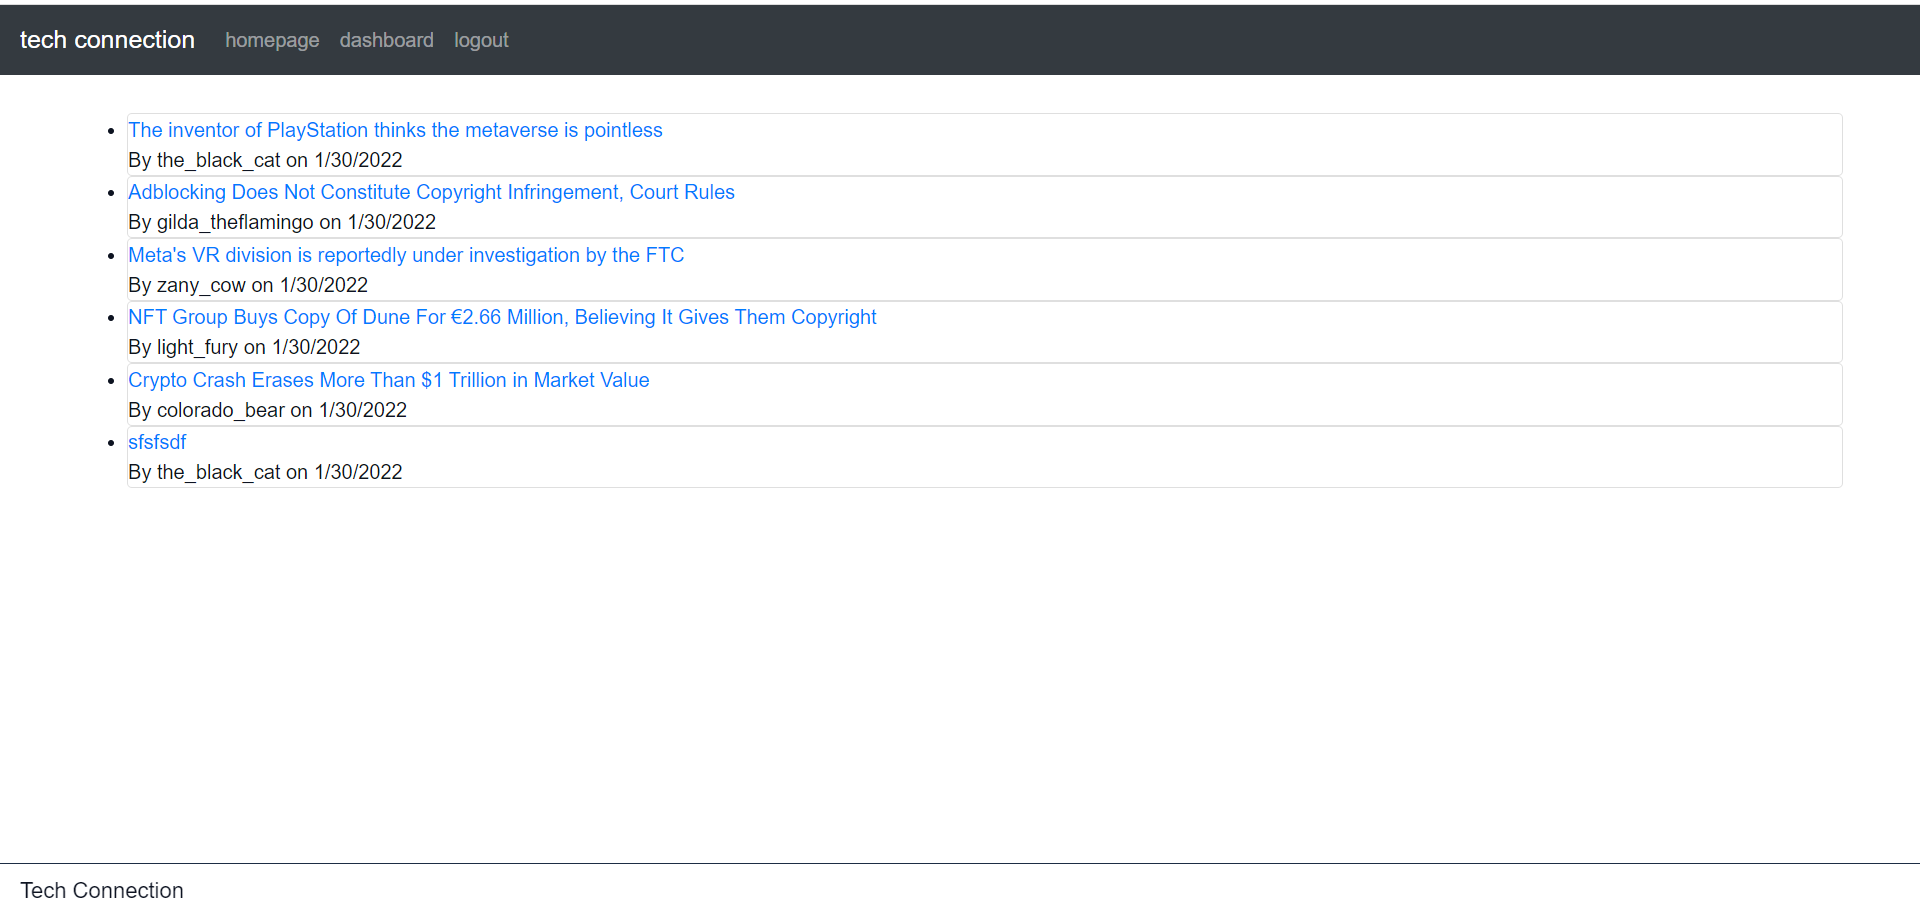 tech connection homepage dashboard logout
The inventor of PlayStation thinks the metaverse is pointless
By the_black_cat on 1/30/2022
Adblocking Does Not Constitute Copyright Infringement, Court Rules
By gilda_theflamingo on 1/30/2022
Meta's VR division is reportedly under investigation by the FTC
By zany_cow on 1/30/2022
NFT Group Buys Copy Of Dune For €2.66 Million, Believing It Gives Them Copyright
By light_fury on 1/30/2022
Crypto Crash Erases More Than $1 Trillion in Market Value
By colorado_bear on 1/30/2022
sfsfsdf
By the_black_cat on 1/30/2022
Tech Connection